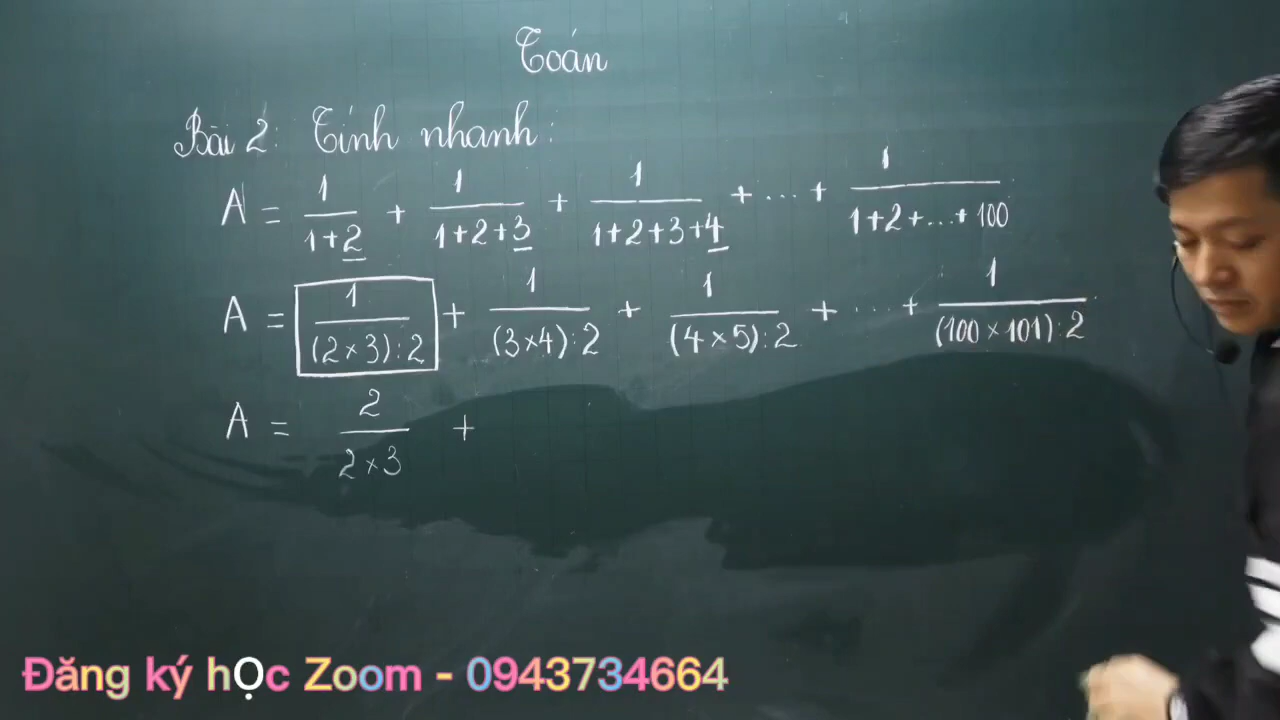 Toán
Bài 2: Tính nhanh:
A = 1/(1+2) + 1/(1+2+3) + 1/(1+2+3+4) + ... + 1/(1+2+...+100)
A = 1/((2×3):2) + 1/((3×4):2) + 1/((4×5):2) + ... + 1/((100×101):2)
A = 2/(2×3) +
Đăng ký hỌc Zoom - 0943734664